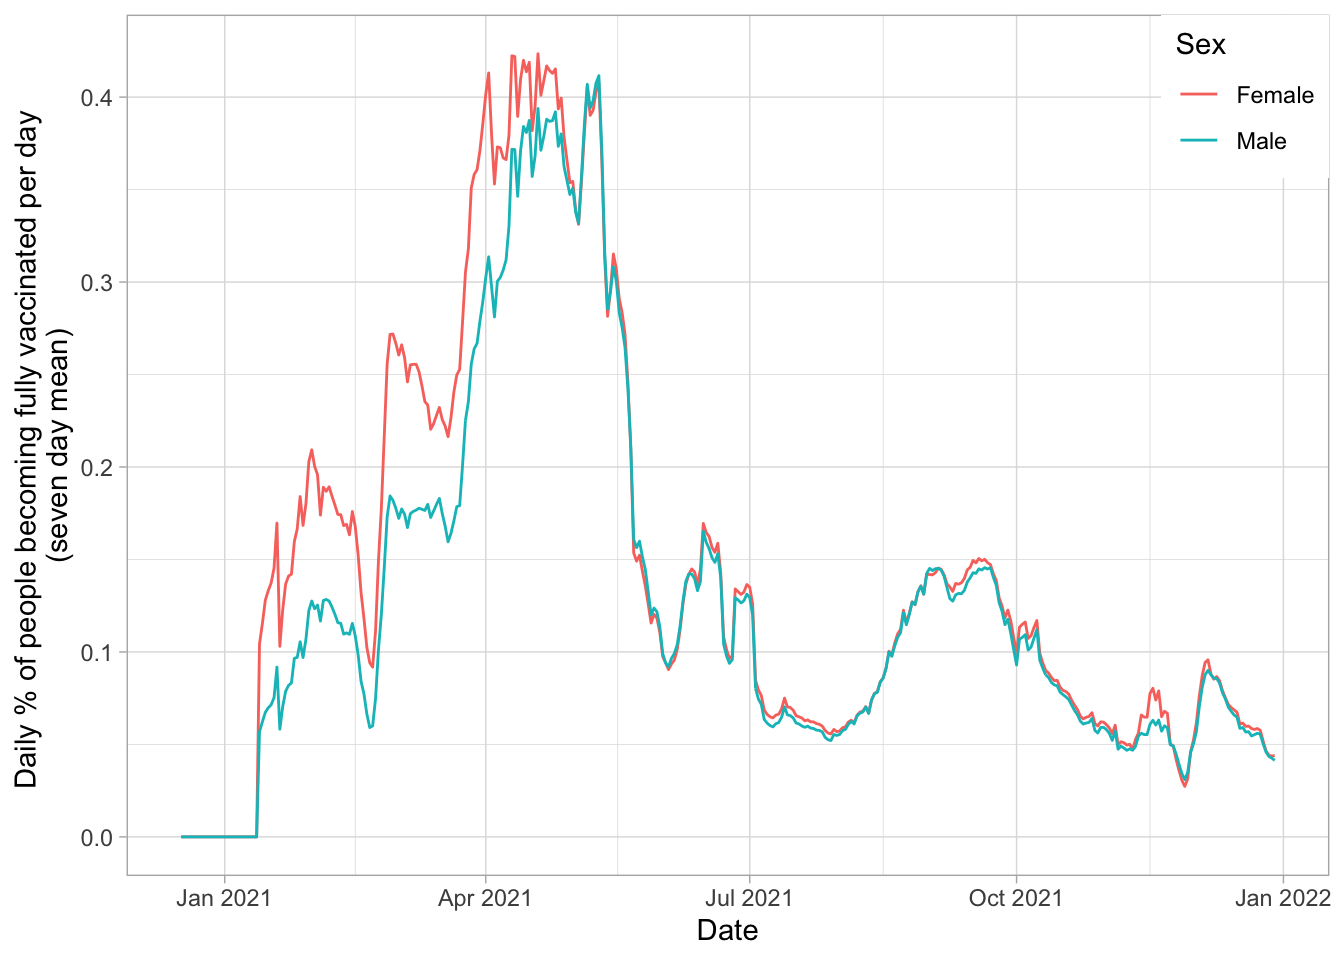 Daily % of people becoming fully vaccinated per day
(seven day mean)
0.4
0.3
0.2
0.1
0.0
Sex
Female
Male
Jan 2021
Apr 2021
Jul 2021
Oct 2021
Jan 2022
Date